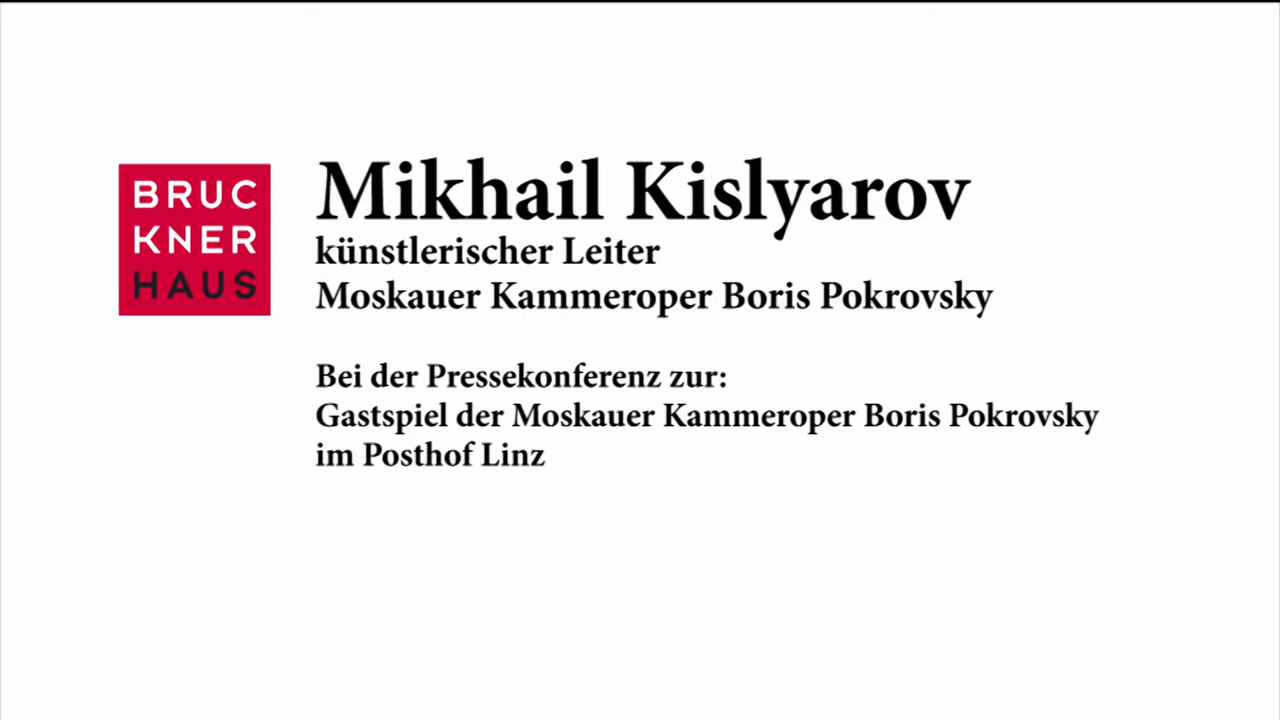 BRUC
KNER
HAUS
Mikhail Kislyarov
künstlerischer Leiter
Moskauer Kammeroper Boris Pokrovsky
Bei der Pressekonferenz zur:
Gastspiel der Moskauer Kammeroper Boris Pokrovsky
im Posthof Linz